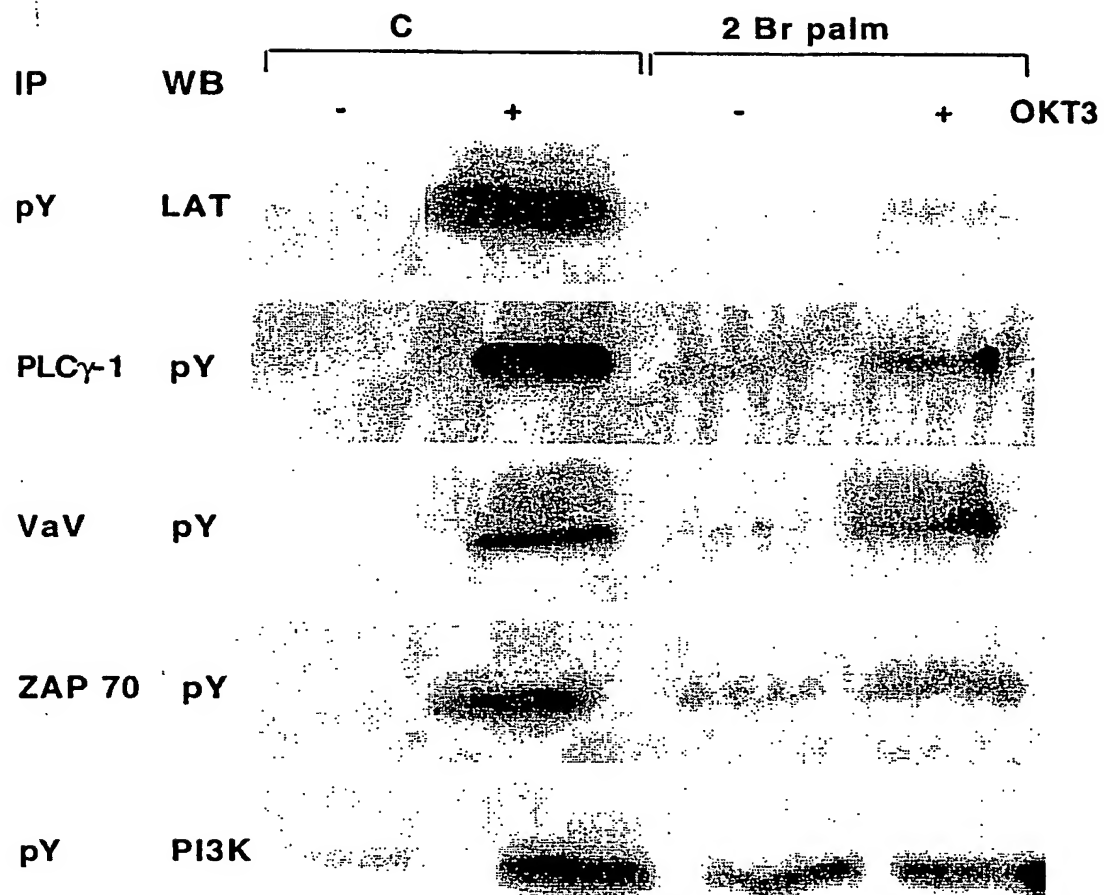 C 2 Br palm
IP WB
- + - + OKT3
pY LAT
PLCγ-1 pY
VaV pY
ZAP 70 pY
pY PI3K